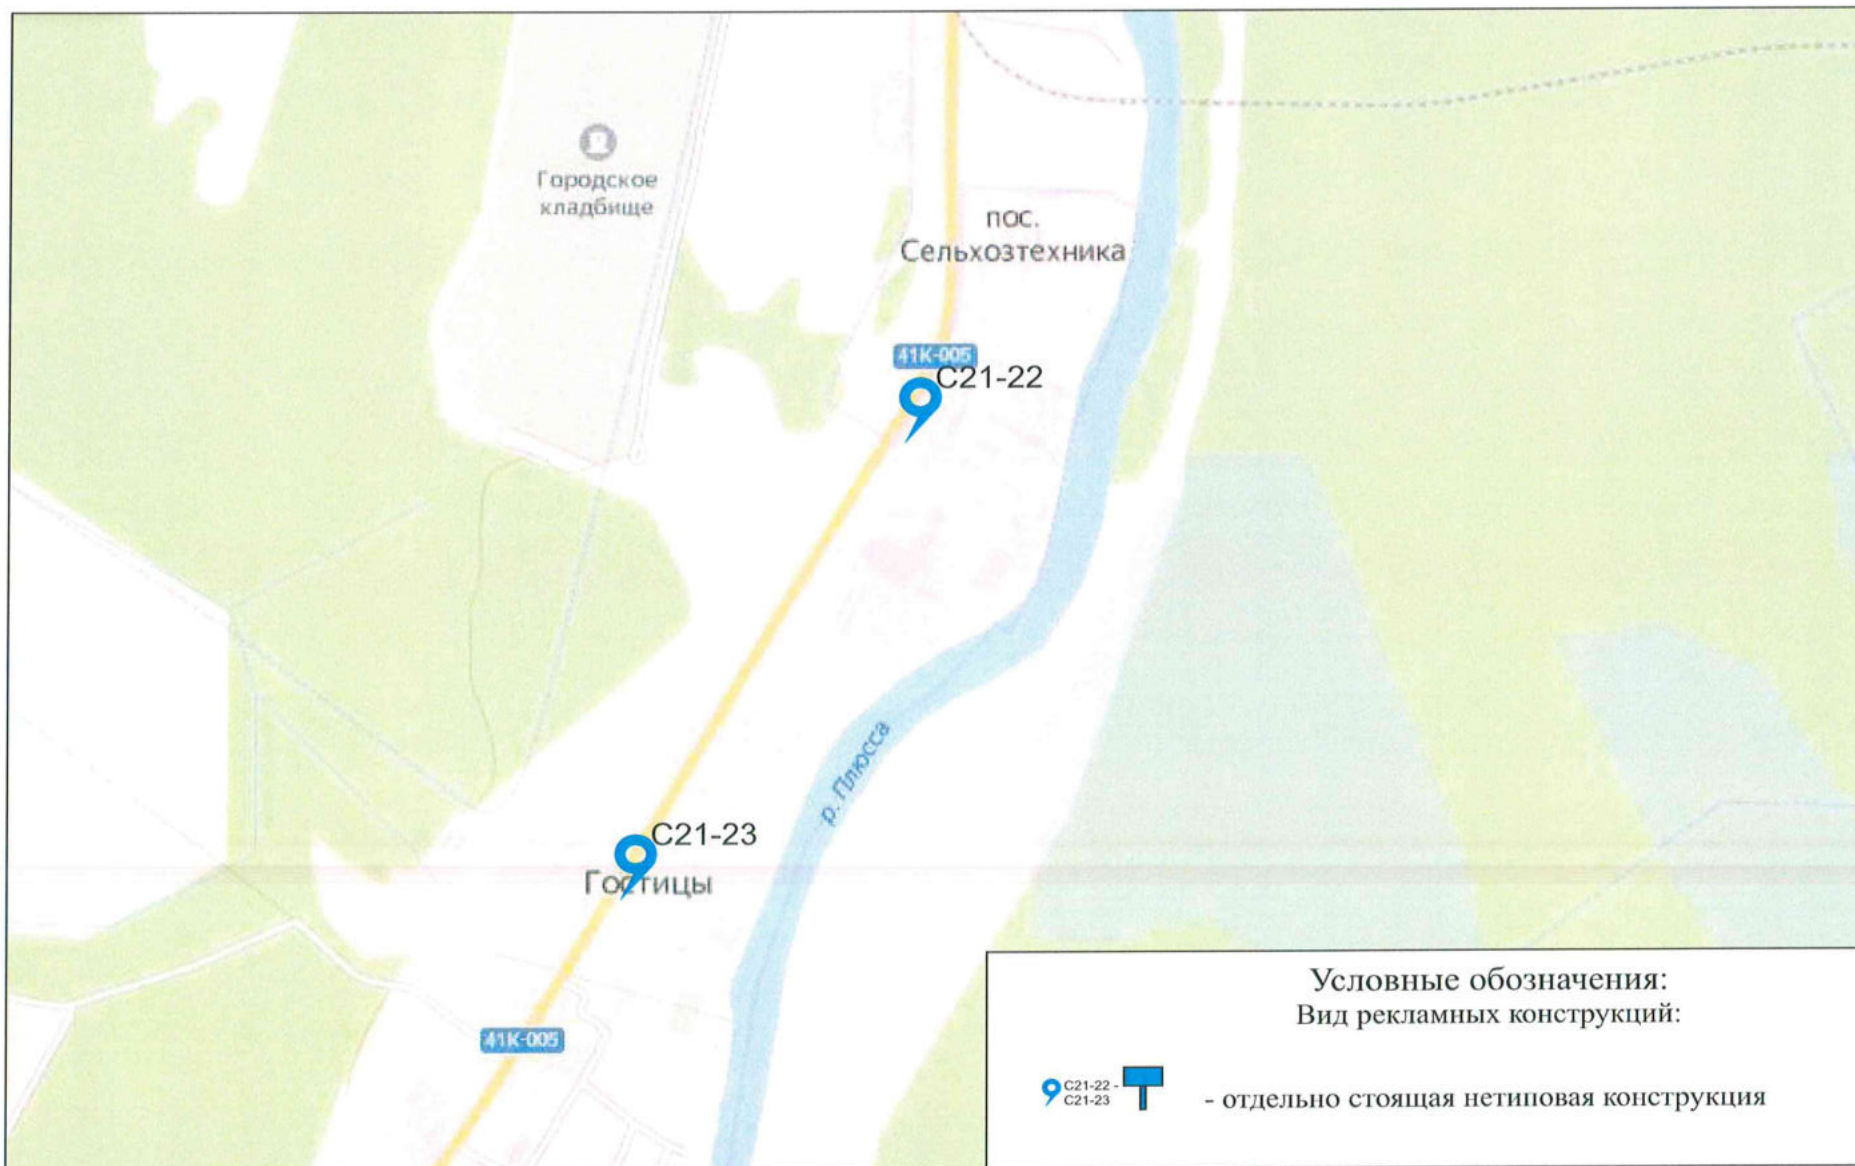 Городское
кладбище
пос.
Сельхозтехника
41К-005
С21-22
р. Плюсса
С21-23
Гостицы
41К-005
Условные обозначения:
Вид рекламных конструкций:
С21-22 -
С21-23
- отдельно стоящая нетиповая конструкция